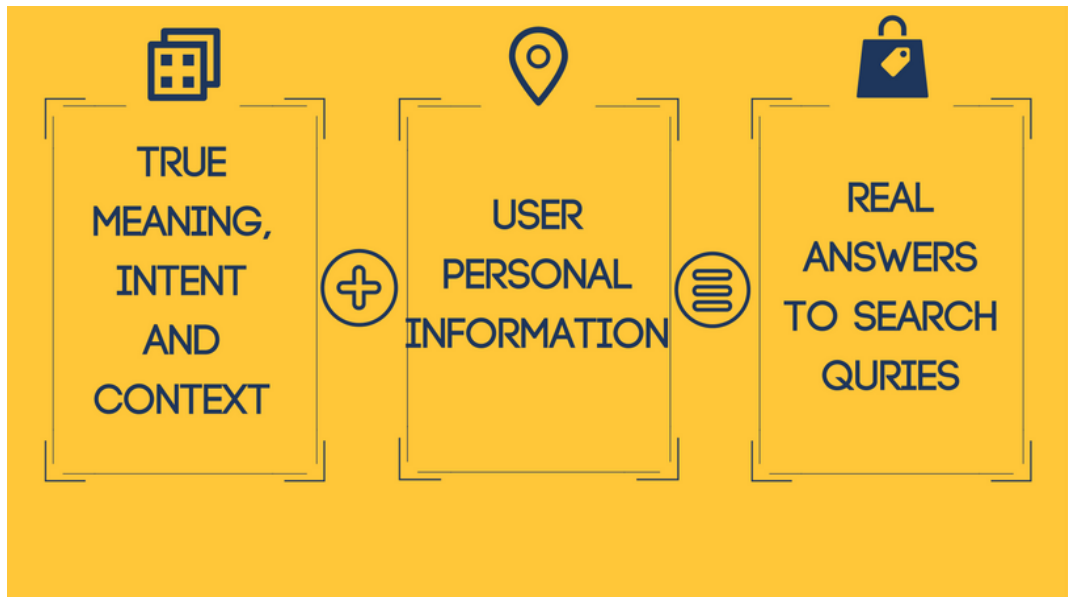 TRUE
MEANING,
INTENT
AND
CONTEXT
USER
PERSONAL
INFORMATION
REAL
ANSWERS
TO SEARCH
QURIES